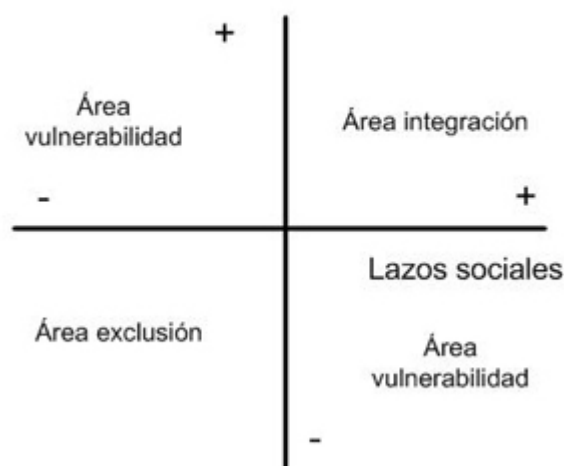 +
Área
vulnerabilidad
Área integración
-
+
Lazos sociales
Área exclusión
Área
vulnerabilidad
-